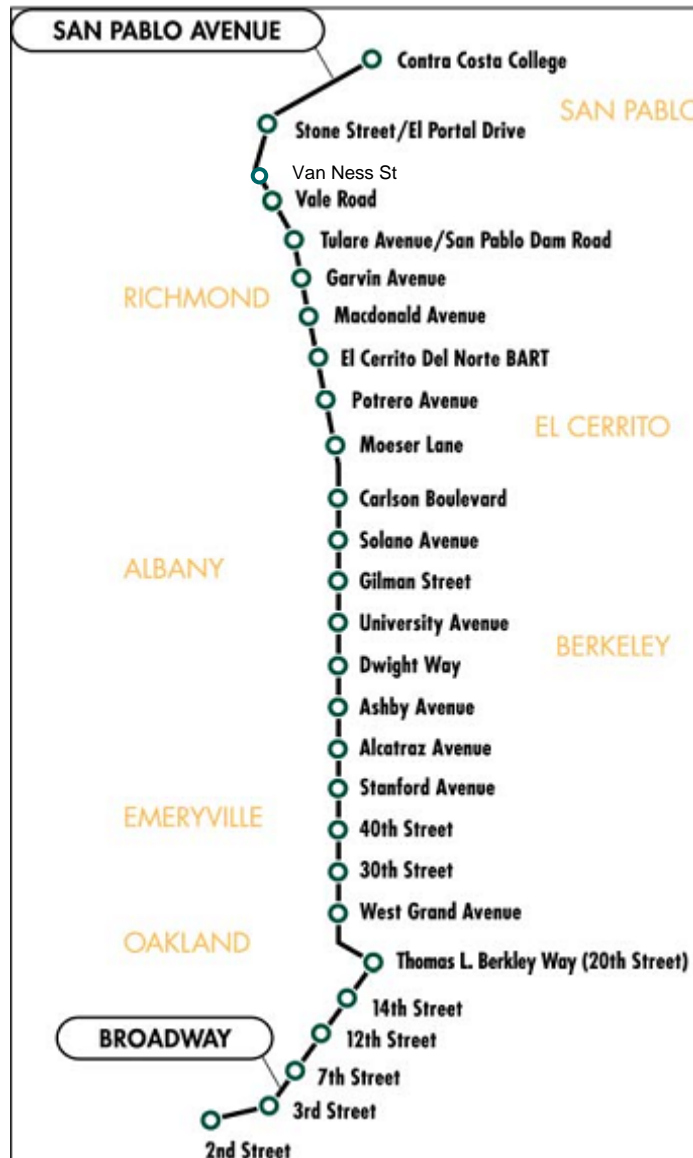 SAN PABLO AVENUE
Contra Costa College
SAN PABLO
Stone Street/El Portal Drive
Van Ness St
Vale Road
Tulare Avenue/San Pablo Dam Road
Garvin Avenue
RICHMOND
Macdonald Avenue
El Cerrito Del Norte BART
Potrero Avenue
EL CERRITO
Moeser Lane
Carlson Boulevard
Solano Avenue
ALBANY
Gilman Street
University Avenue
BERKELEY
Dwight Way
Ashby Avenue
Alcatraz Avenue
Stanford Avenue
EMERYVILLE
40th Street
30th Street
West Grand Avenue
OAKLAND
Thomas L. Berkley Way (20th Street)
14th Street
BROADWAY
12th Street
7th Street
3rd Street
2nd Street